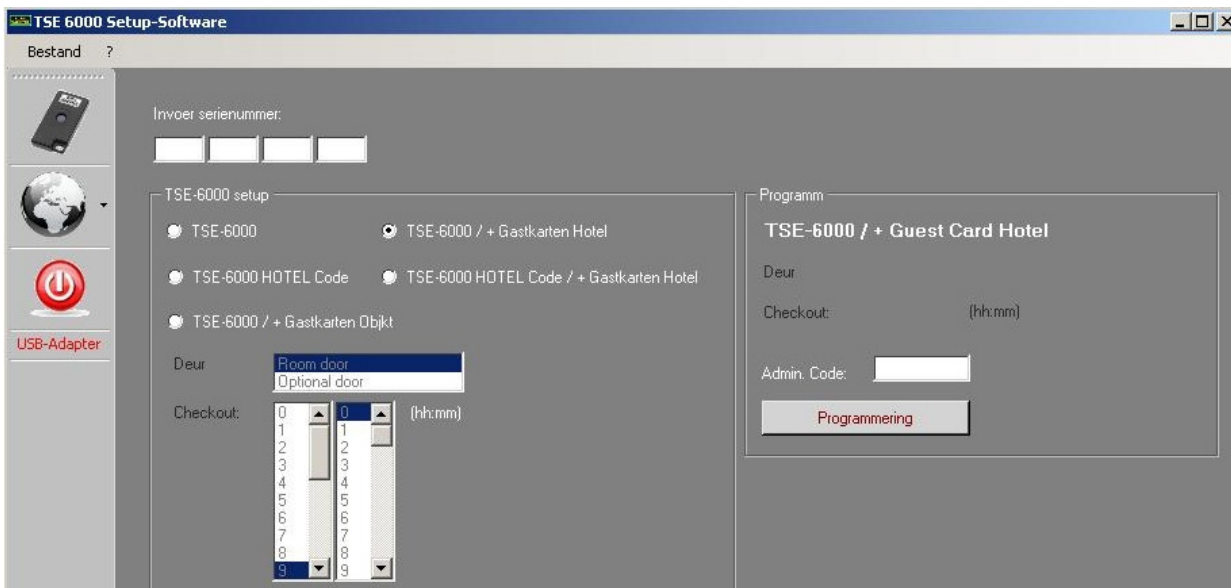 TSE 6000 Setup-Software
Bestand ?
Invoer serienummer:
TSE-6000 setup
TSE-6000
TSE-6000 / + Gastkarten Hotel
TSE-6000 HOTEL Code
TSE-6000 HOTEL Code / + Gastkarten Hotel
TSE-6000 / + Gastkarten Objkt
Deur
Room door
Optional door
Checkout:
0 0 (hh:mm)
1 1
2 2
3 3
4 4
5 5
6 6
7 7
8 8
9 9
Programm
TSE-6000 / + Guest Card Hotel
Deur
Checkout: (hh:mm)
Admin. Code:
Programmering
USB-Adapter